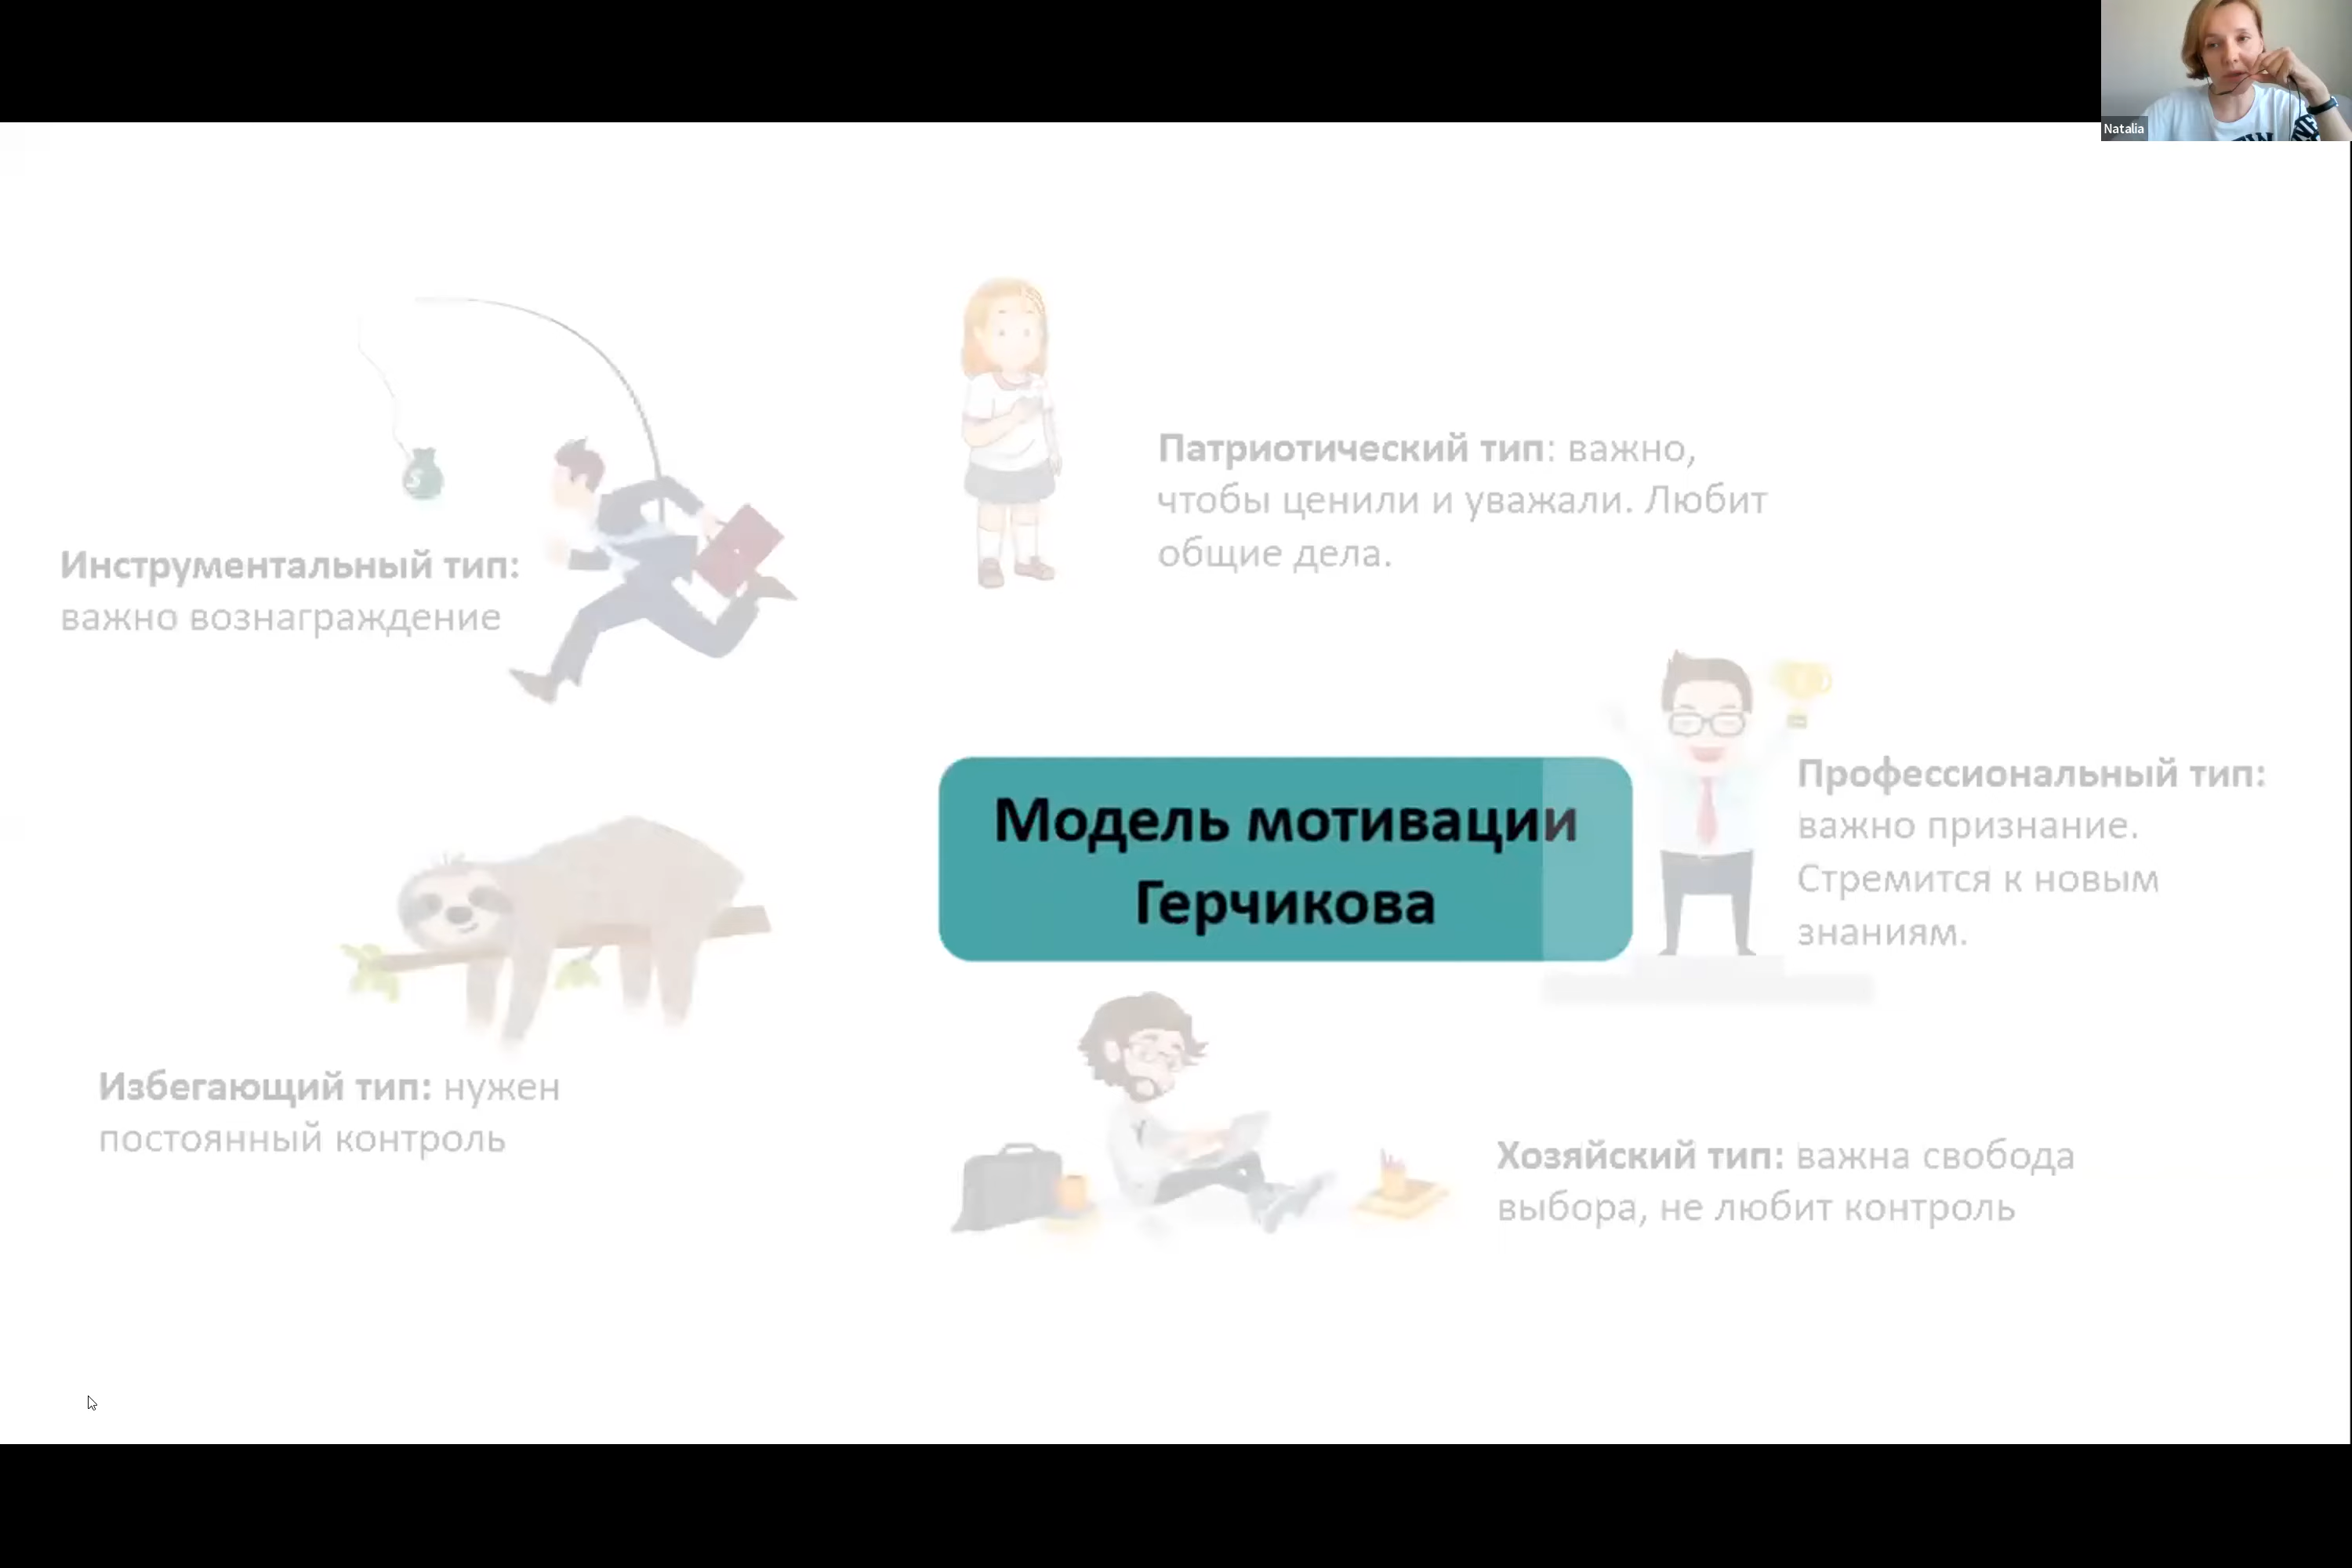 Natalia
Инструментальный тип:
важно вознаграждение
Патриотический тип: важно,
чтобы ценили и уважали. Любит
общие дела.
Модель мотивации
Герчикова
Профессиональный тип:
важно признание.
Стремится к новым
знаниям.
Избегающий тип: нужен
постоянный контроль
Хозяйский тип: важна свобода
выбора, не любит контроль